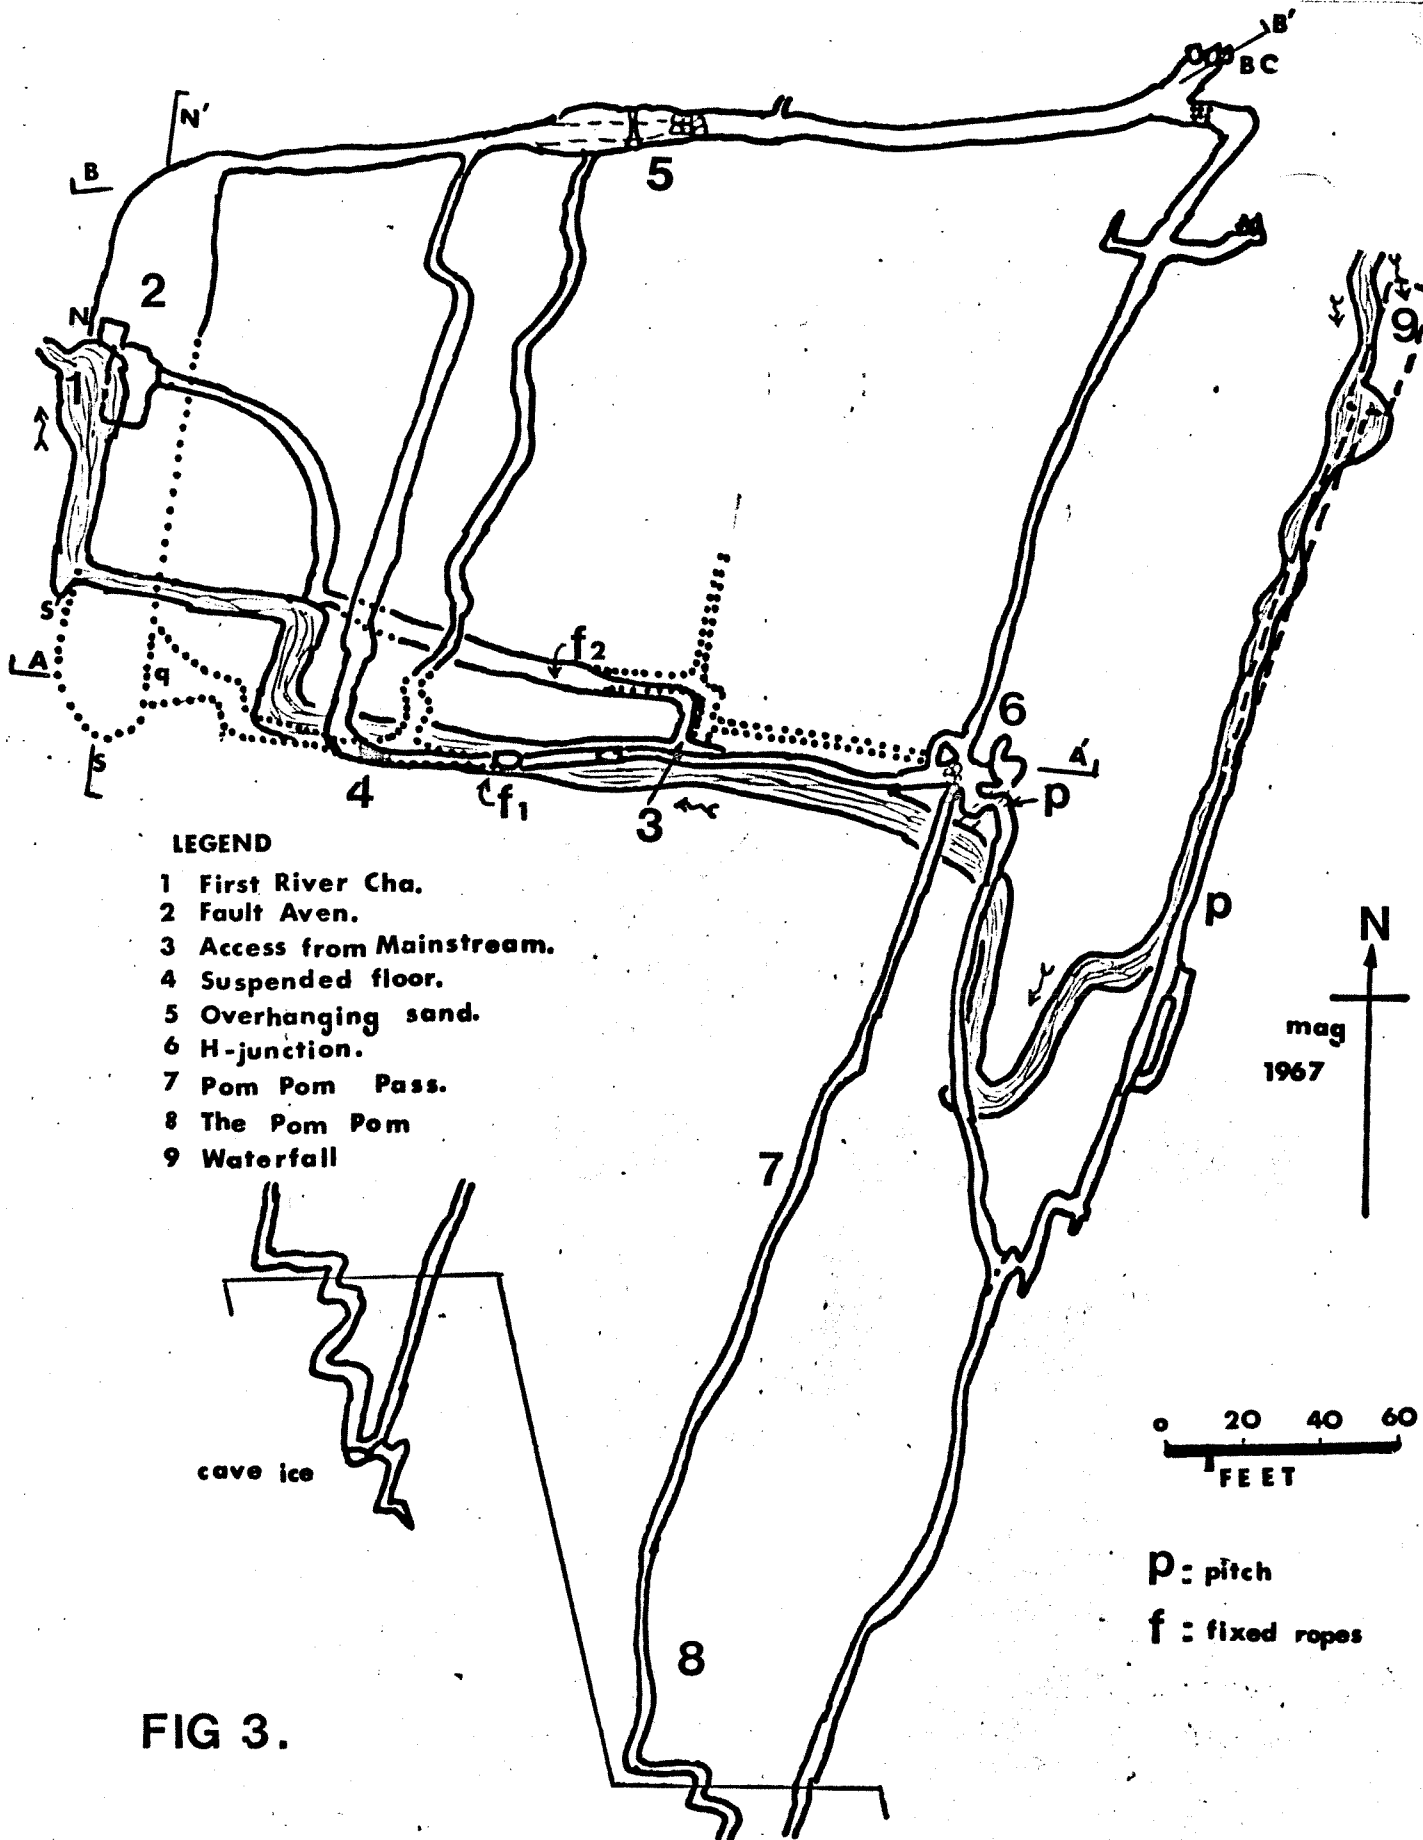 B'
BC
N'
B
5
2
9
N
1
S
f2
A
q
6
A'
S
4
f1
3
p
LEGEND
1 First River Cha.
2 Fault Aven.
3 Access from Mainstream.
4 Suspended floor.
5 Overhanging sand.
6 H-junction.
7 Pom Pom Pass.
8 The Pom Pom
9 Waterfall
p
N
mag
1967
7
cave ice
0 20 40 60
FEET
p = pitch
f = fixed ropes
8
FIG 3.